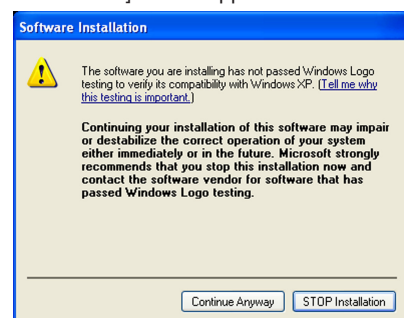 Software Installation
The software you are installing has not passed Windows Logo
testing to verify its compatibility with Windows XP. (Tell me why
this testing is important.)
Continuing your installation of this software may impair
or destabilize the correct operation of your system
either immediately or in the future. Microsoft strongly
recommends that you stop this installation now and
contact the software vendor for software that has
passed Windows Logo testing.
Continue Anyway
STOP Installation